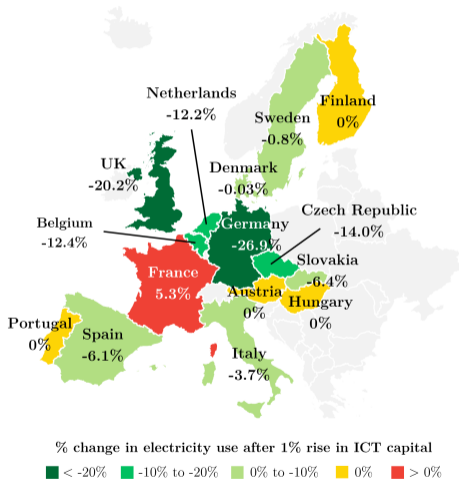 Netherlands
-12.2%
Finland
0%
Sweden
-0.8%
UK
-20.2%
Denmark
-0.03%
Czech Republic
-14.0%
Belgium
-12.4%
Germany
-26.9%
Slovakia
-6.4%
France
5.3%
Austria
0%
Hungary
0%
Portugal
0%
Spain
-6.1%
Italy
-3.7%
% change in electricity use after 1% rise in ICT capital
< -20% -10% to -20% 0% to -10% 0% > 0%